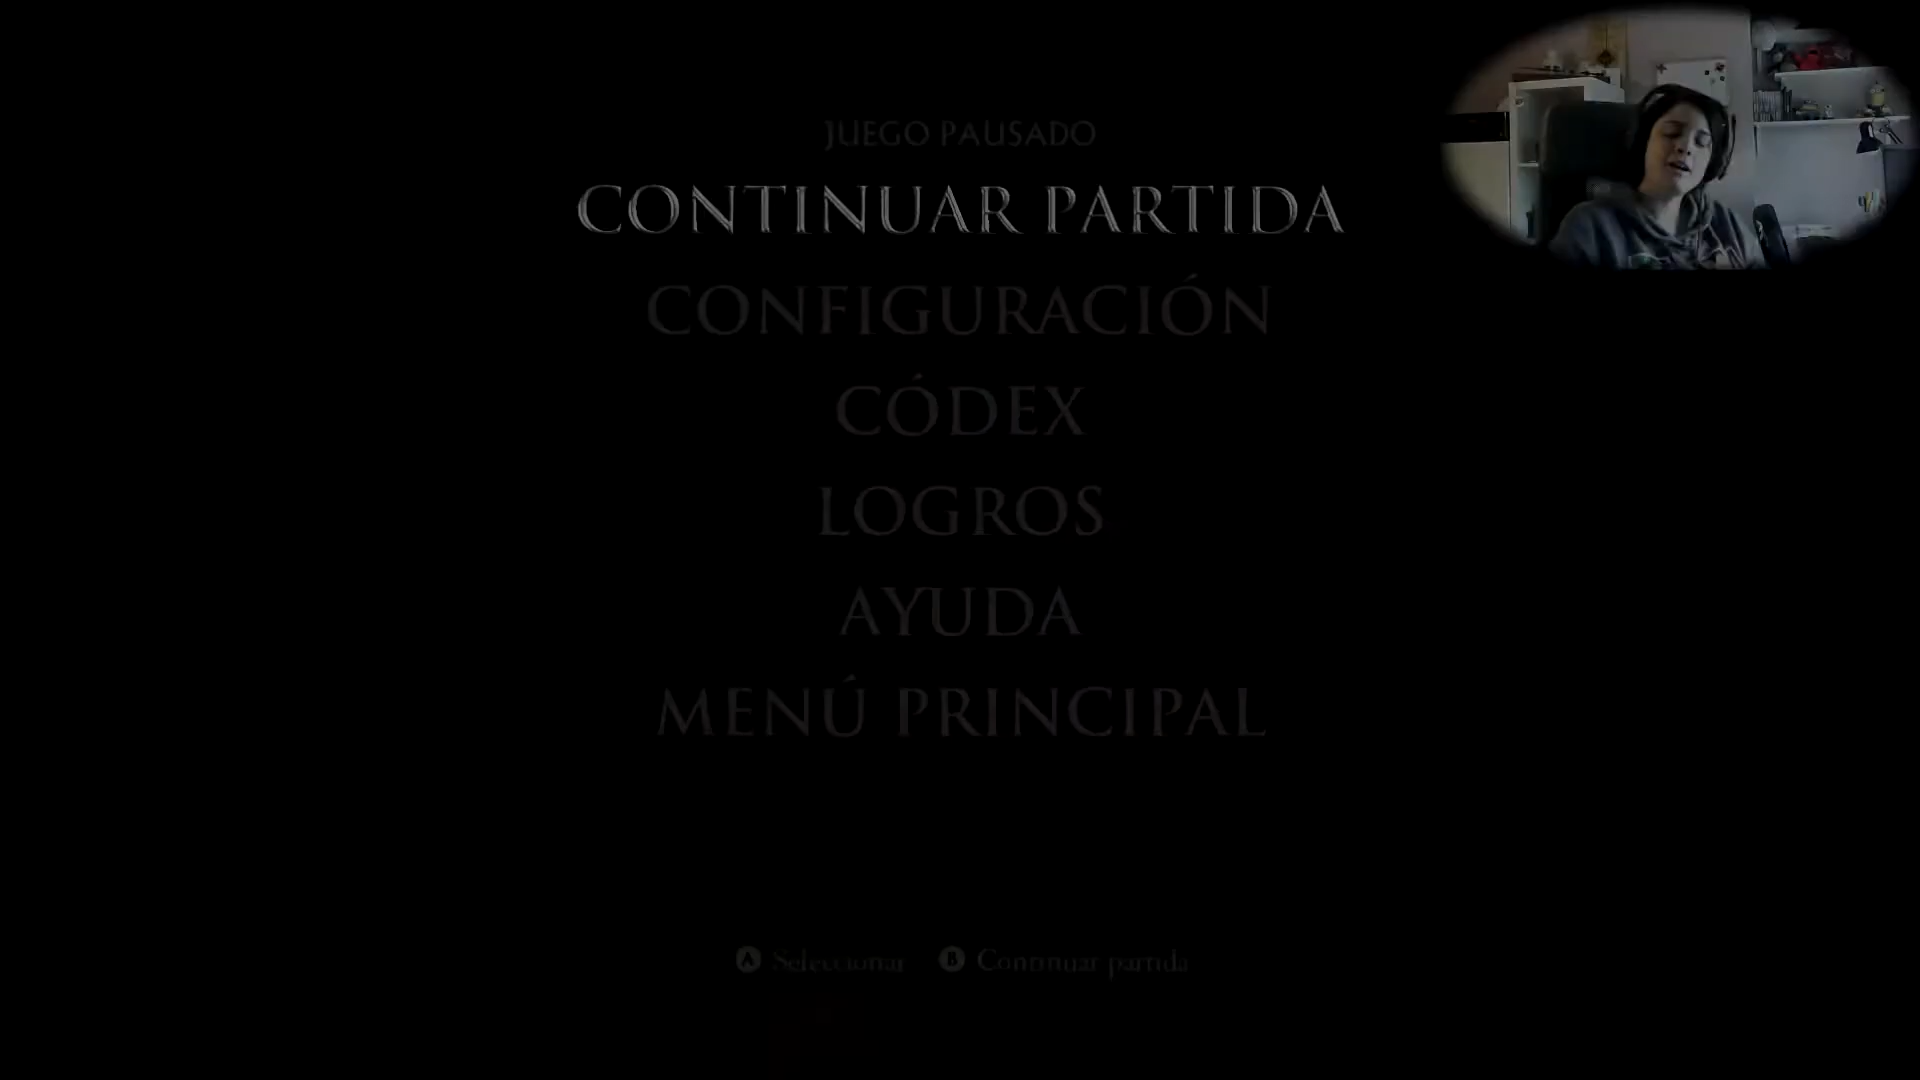 JUEGO PAUSADO
CONTINUAR PARTIDA
CONFIGURACIÓN
CÓDEX
LOGROS
AYUDA
MENÚ PRINCIPAL
A Seleccionar B Continuar partida